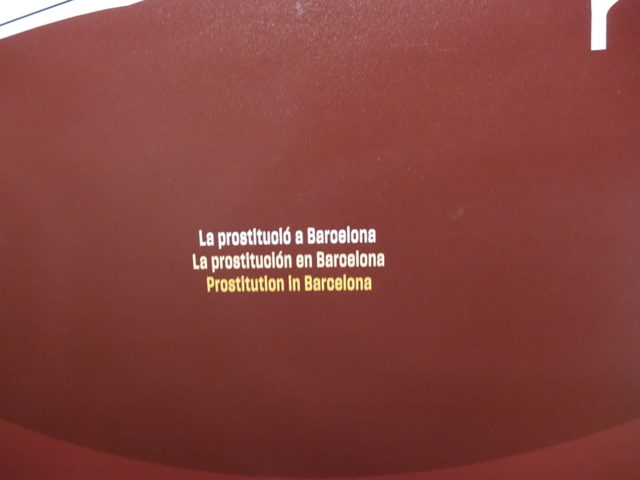 La prostitució a Barcelona
La prostitución en Barcelona
Prostitution in Barcelona